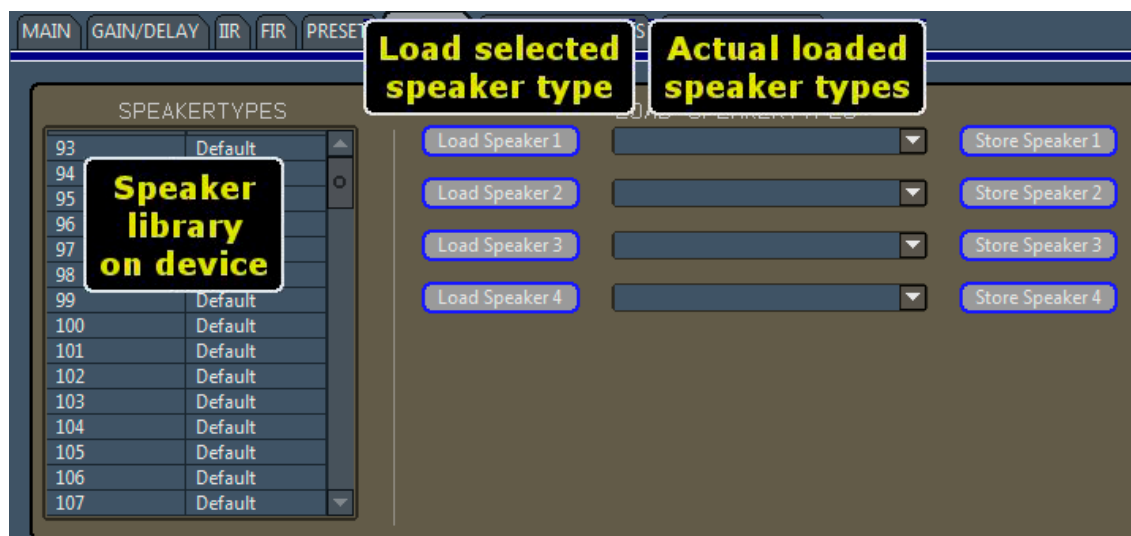 MAIN GAIN/DELAY IIR FIR PRESET
Load selected
speaker type
Actual loaded
speaker types
SPEAKERTYPES
93 Default
94
95
96
97
98
99 Default
100 Default
101 Default
102 Default
103 Default
104 Default
105 Default
106 Default
107 Default
Speaker
library
on device
Load Speaker 1 Store Speaker 1
Load Speaker 2 Store Speaker 2
Load Speaker 3 Store Speaker 3
Load Speaker 4 Store Speaker 4